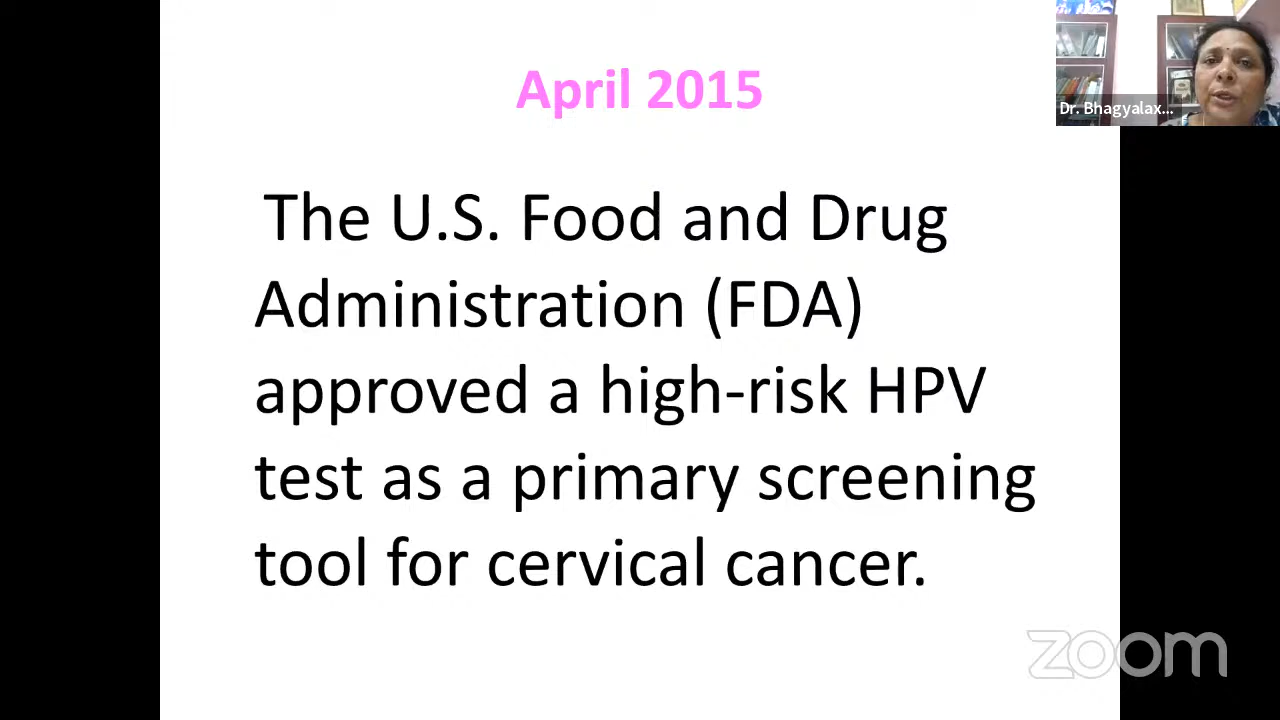 April 2015
Dr. Bhagyalax...
The U.S. Food and Drug
Administration (FDA)
approved a high-risk HPV
test as a primary screening
tool for cervical cancer.
zoom